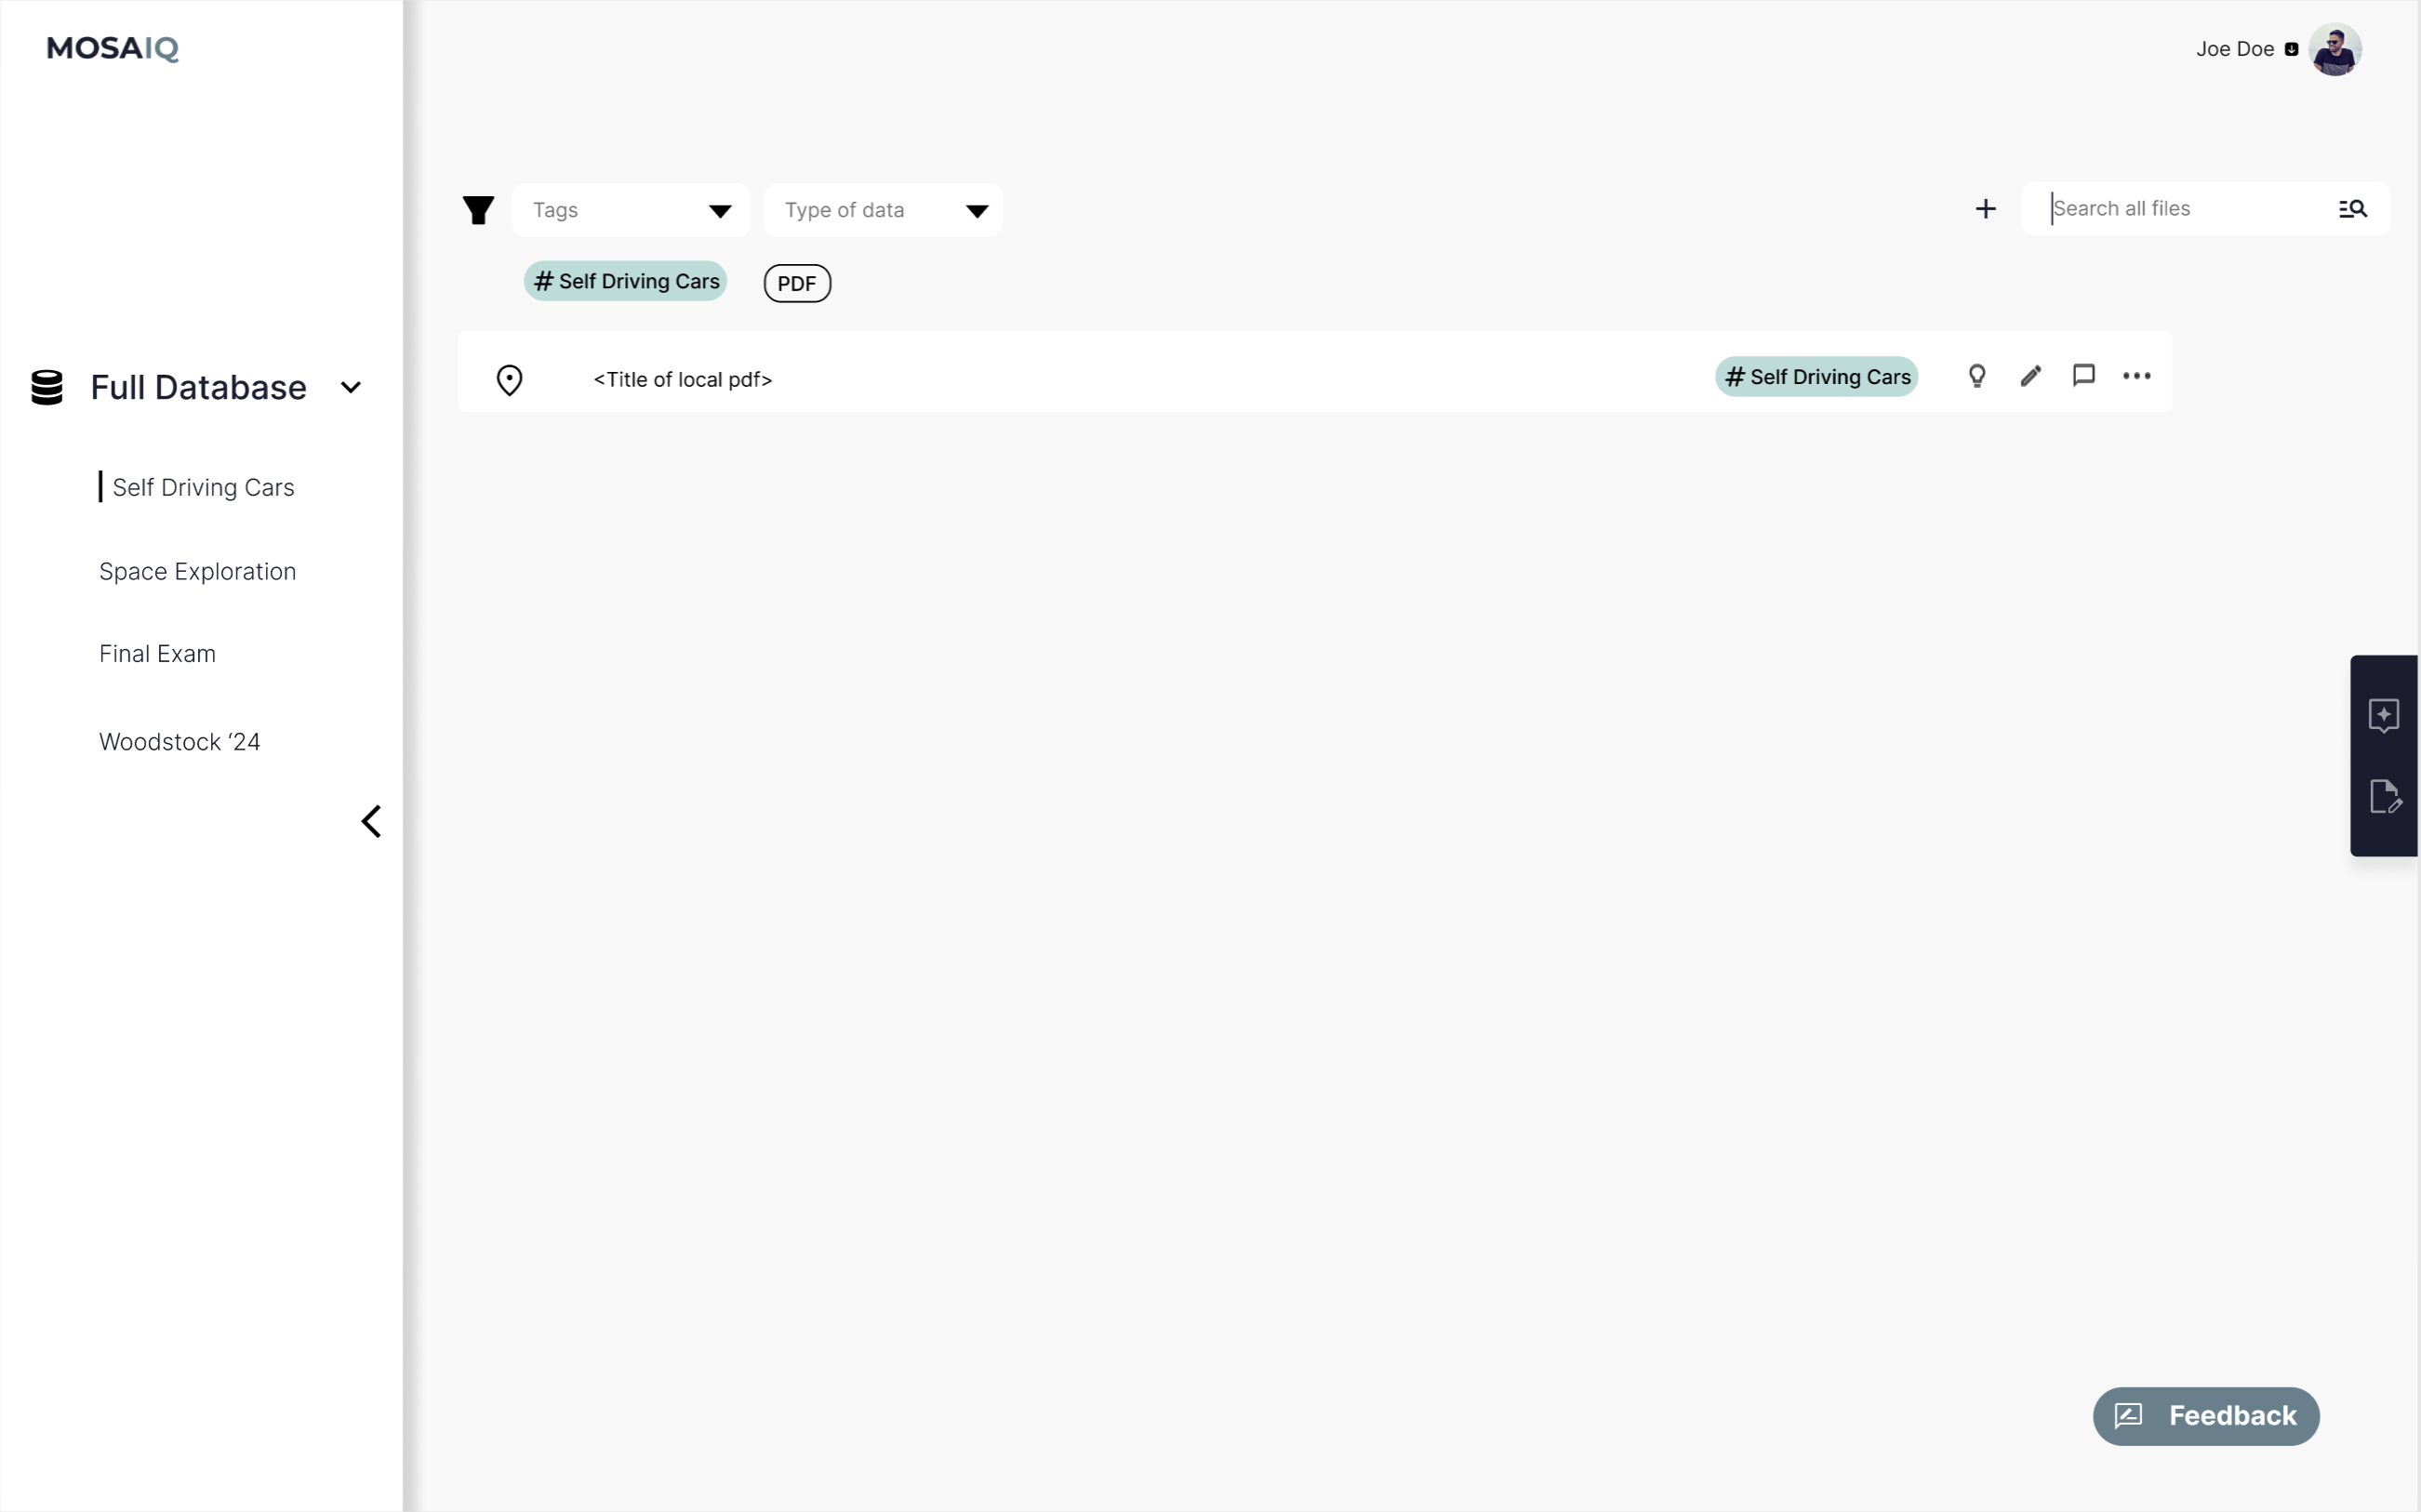 MOSAIQ
Joe Doe
Tags
Type of data
Search all files
# Self Driving Cars
PDF
<Title of local pdf>
# Self Driving Cars
Full Database
Self Driving Cars
Space Exploration
Final Exam
Woodstock ‘24
Feedback